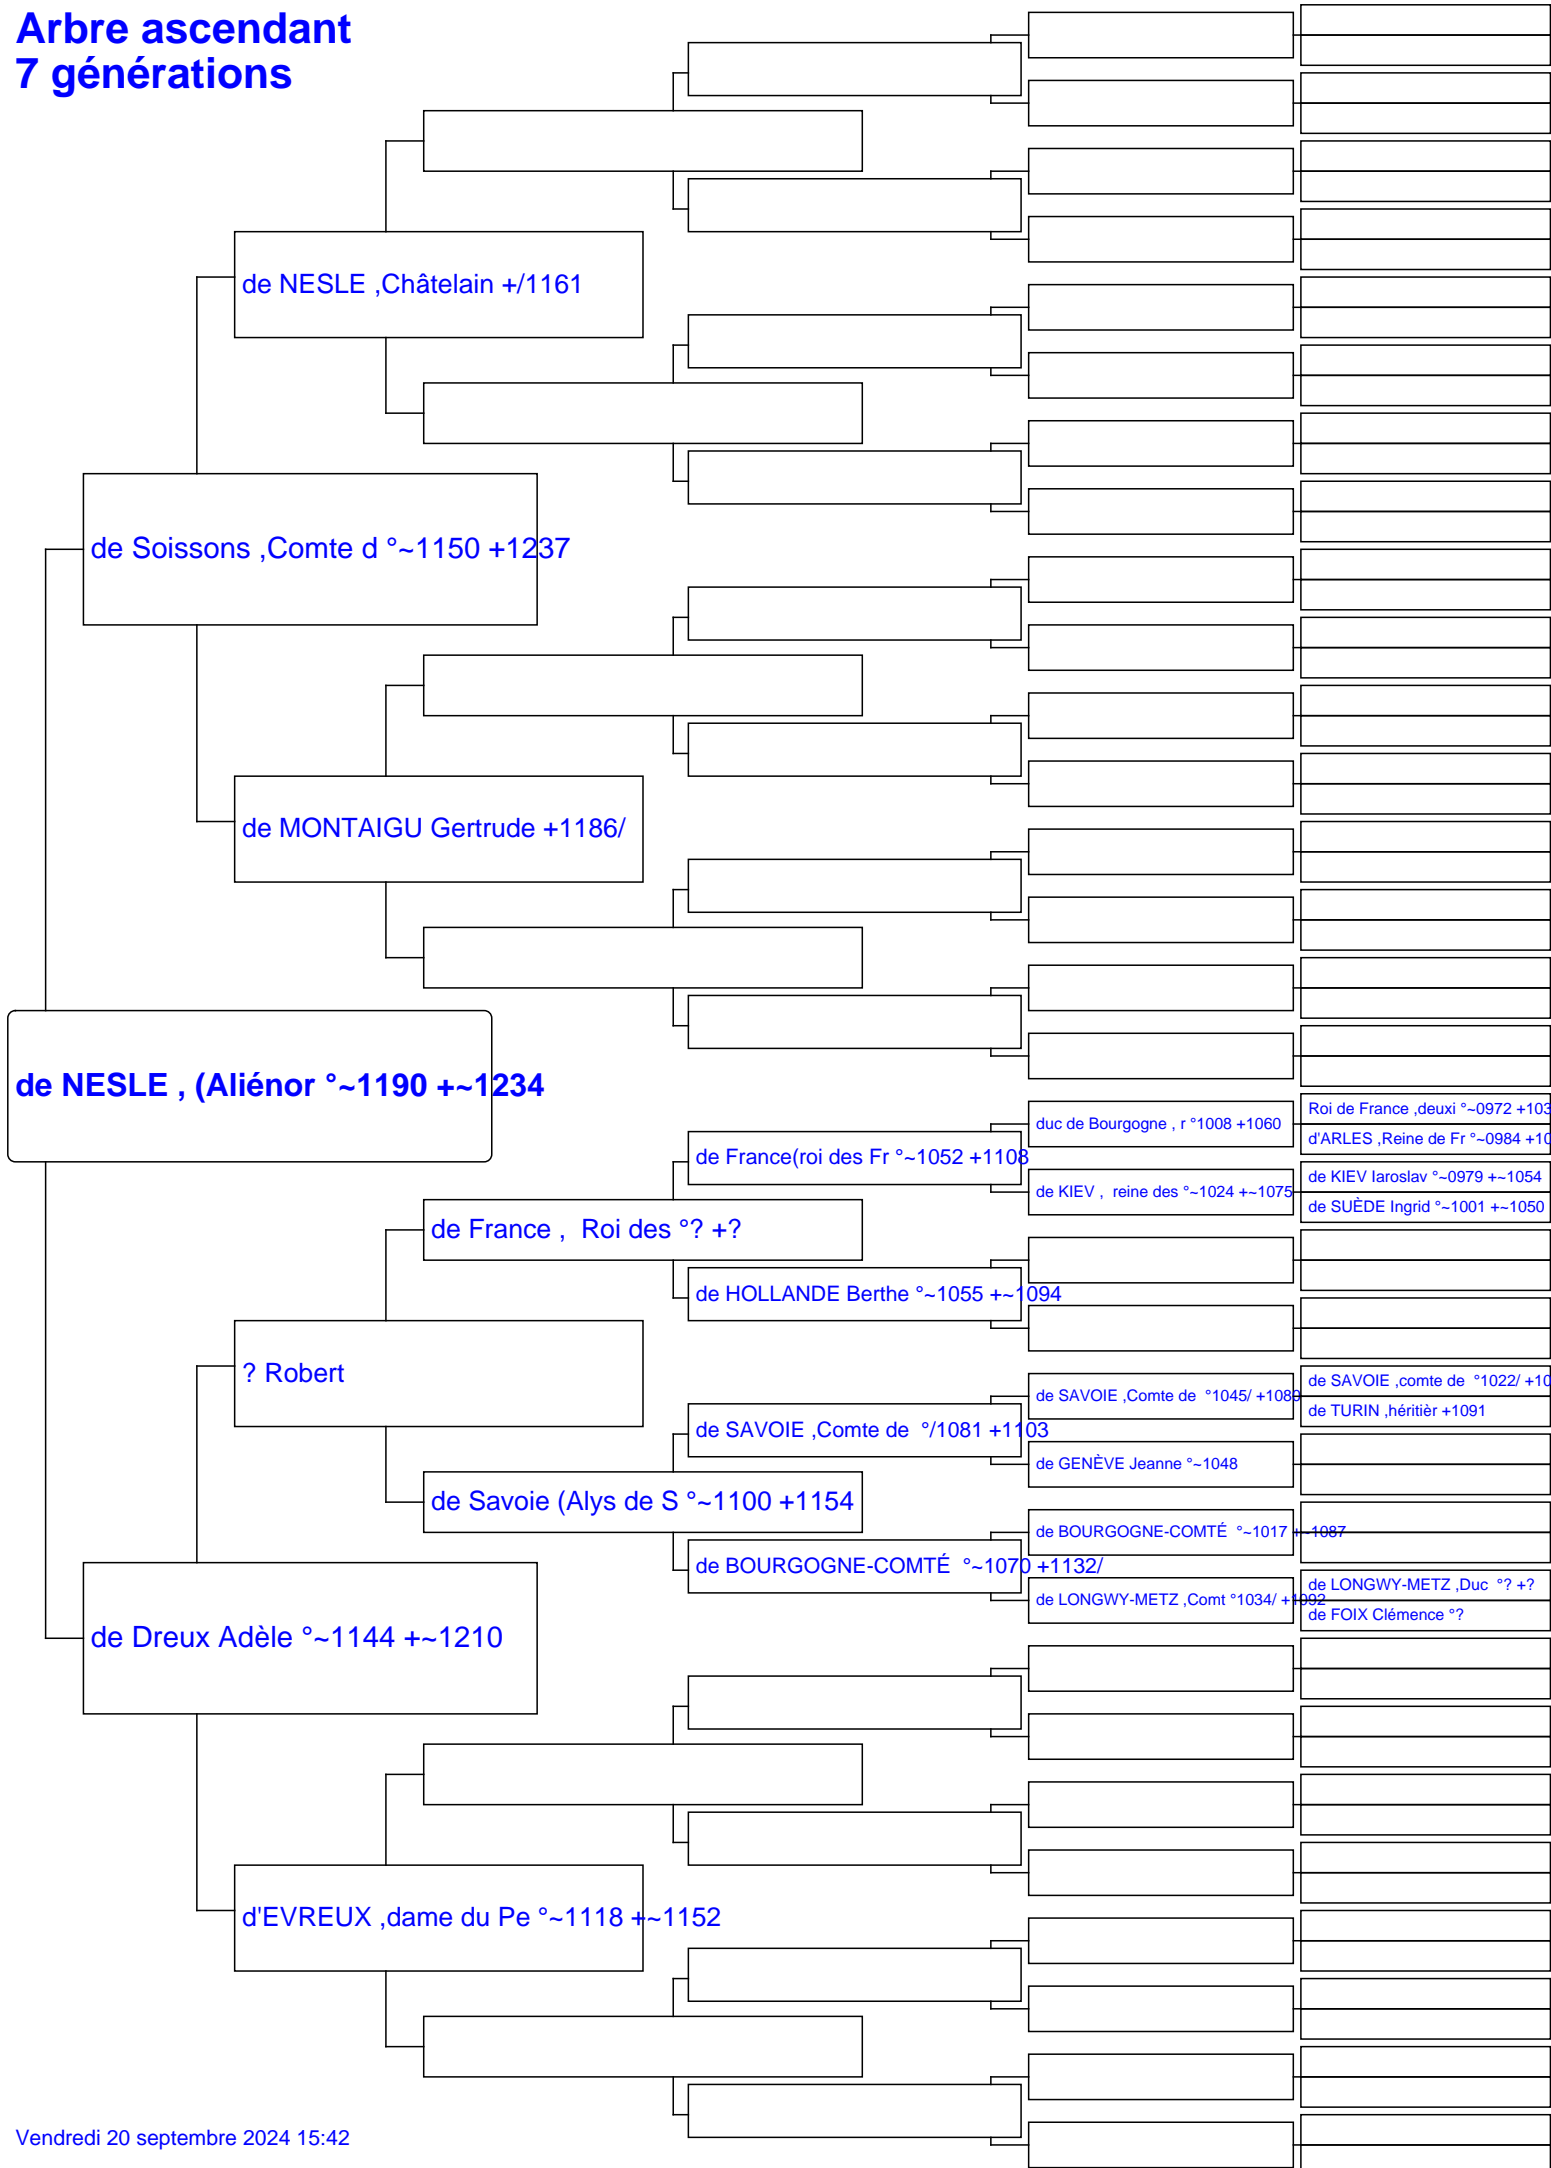 Arbre ascendant
7 générations
de NESLE ,Châtelain +/1161
de Soissons ,Comte d °~1150 +1237
de MONTAIGU Gertrude +1186/
de NESLE , (Aliénor °~1190 +~1234
Roi de France ,deuxi °~0972 +103
duc de Bourgogne , r °1008 +1060
d'ARLES ,Reine de Fr °~0984 +10
de France(roi des Fr °~1052 +1108
de KIEV Iaroslav °~0979 +~1054
de KIEV , reine des °~1024 +~1075
de SUÈDE Ingrid °~1001 +~1050
de France , Roi des °? +?
de HOLLANDE Berthe °~1055 +~1094
? Robert
de SAVOIE ,comte de °1022/ +10
de SAVOIE ,Comte de °1045/ +1080
de TURIN ,héritièr +1091
de SAVOIE ,Comte de °/1081 +1103
de GENÈVE Jeanne °~1048
de Savoie (Alys de S °~1100 +1154
de BOURGOGNE-COMTÉ °~1017 +~1087
de BOURGOGNE-COMTÉ °~1070 +1132/
de LONGWY-METZ ,Duc °? +?
de LONGWY-METZ ,Comt °1034/ +1092
de FOIX Clémence °?
de Dreux Adèle °~1144 +~1210
d'EVREUX ,dame du Pe °~1118 +~1152
Vendredi 20 septembre 2024 15:42